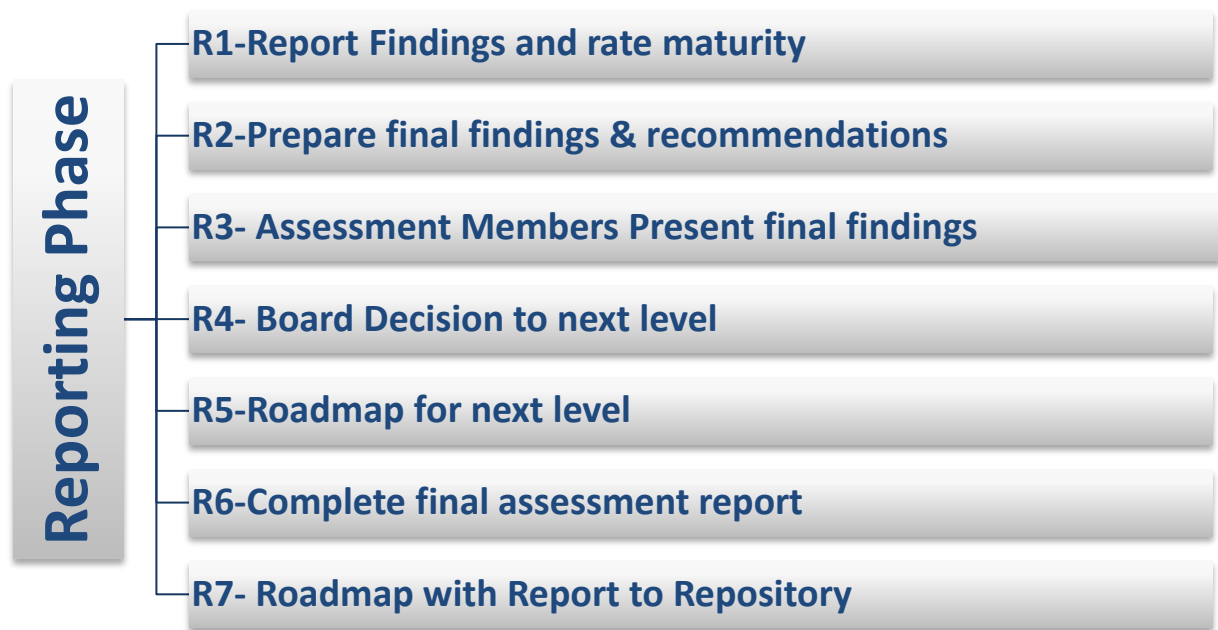 Reporting Phase
R1-Report Findings and rate maturity
R2-Prepare final findings & recommendations
R3- Assessment Members Present final findings
R4- Board Decision to next level
R5-Roadmap for next level
R6-Complete final assessment report
R7- Roadmap with Report to Repository